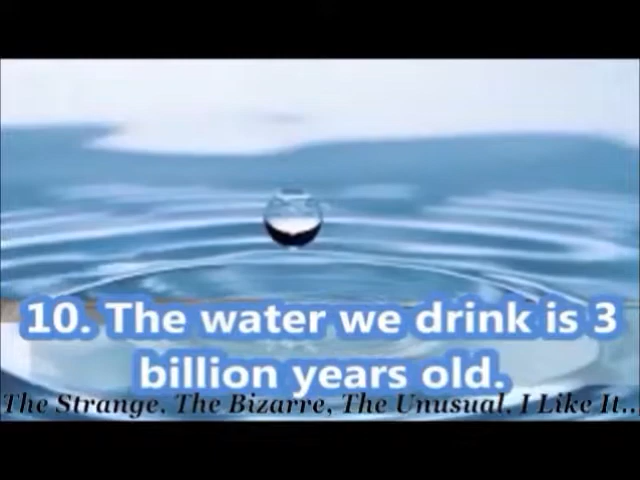 10. The water we drink is 3
billion years old.
The Strange. The Bizarre, The Unusual. I Like It..